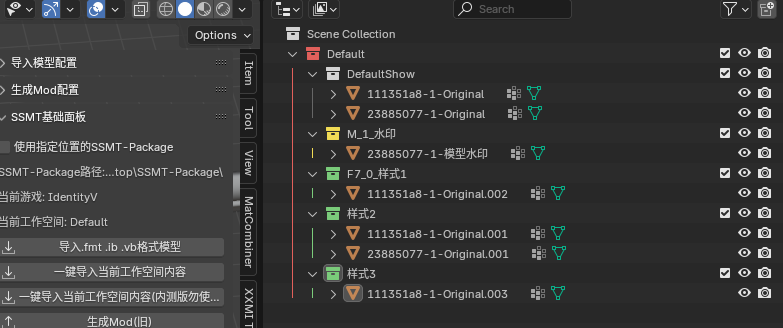 Options
导入模型配置
生成Mod配置
SSMT基础面板
使用指定位置的SSMT-Package
SSMT-Package路径:...top\SSMT-Package\
当前游戏: IdentityV
当前工作空间: Default
导入.fmt .ib .vb格式模型
一键导入当前工作空间内容
一键导入当前工作空间内容(内测版勿使...
生成Mod(旧)
Item
Tool
View
MatCombiner
XXMI T
Search
Scene Collection
Default
DefaultShow
111351a8-1-Original
23885077-1-Original
M_1_水印
23885077-1-模型水印
F7_0_样式1
111351a8-1-Original.002
样式2
111351a8-1-Original.001
23885077-1-Original.001
样式3
111351a8-1-Original.003